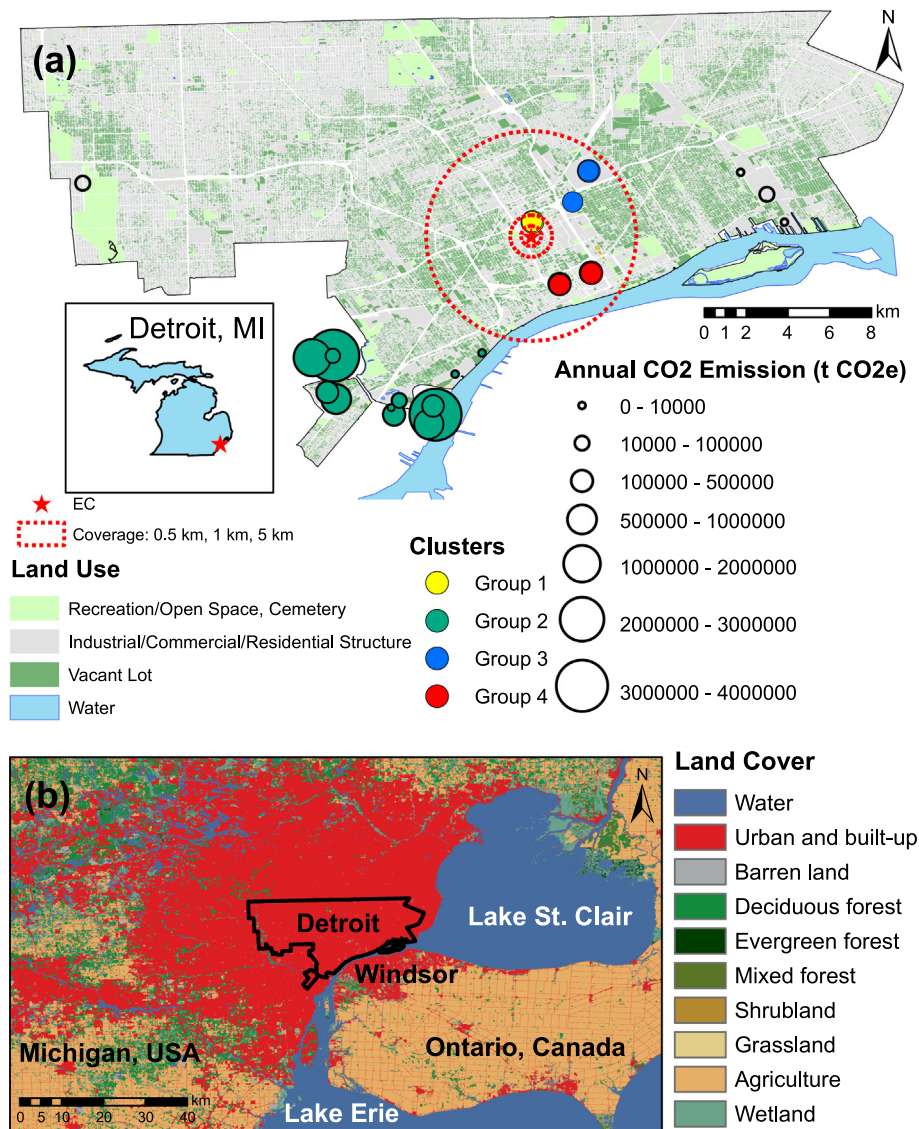 (a)
N
Detroit, MI
km
0 1 2 4 6 8
EC
Coverage: 0.5 km, 1 km, 5 km
Land Use
Recreation/Open Space, Cemetery
Industrial/Commercial/Residential Structure
Vacant Lot
Water
Clusters
Group 1
Group 2
Group 3
Group 4
Annual CO2 Emission (t CO2e)
0 - 10000
10000 - 100000
100000 - 500000
500000 - 1000000
1000000 - 2000000
2000000 - 3000000
3000000 - 4000000
(b)
N
Detroit
Lake St. Clair
Windsor
Michigan, USA
Ontario, Canada
km
0 5 10 20 30 40
Lake Erie
Land Cover
Water
Urban and built-up
Barren land
Deciduous forest
Evergreen forest
Mixed forest
Shrubland
Grassland
Agriculture
Wetland